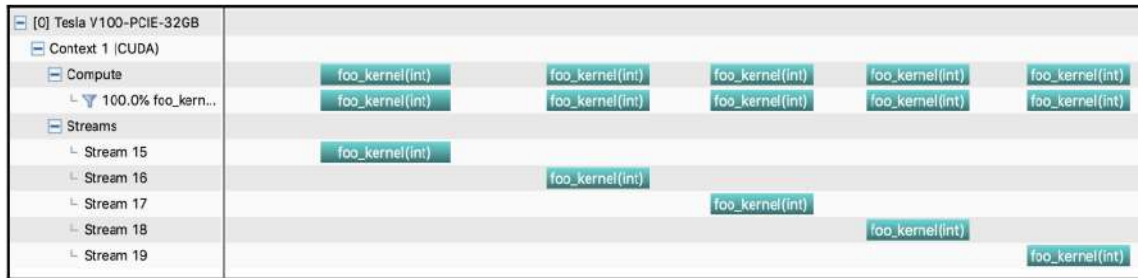 [0] Tesla V100-PCIE-32GB
Context 1 (CUDA)
Compute foo_kernel(int) foo_kernel(int) foo_kernel(int) foo_kernel(int) foo_kernel(int)
100.0% foo_kern... foo_kernel(int) foo_kernel(int) foo_kernel(int) foo_kernel(int) foo_kernel(int)
Streams
Stream 15 foo_kernel(int)
Stream 16 foo_kernel(int)
Stream 17 foo_kernel(int)
Stream 18 foo_kernel(int)
Stream 19 foo_kernel(int)